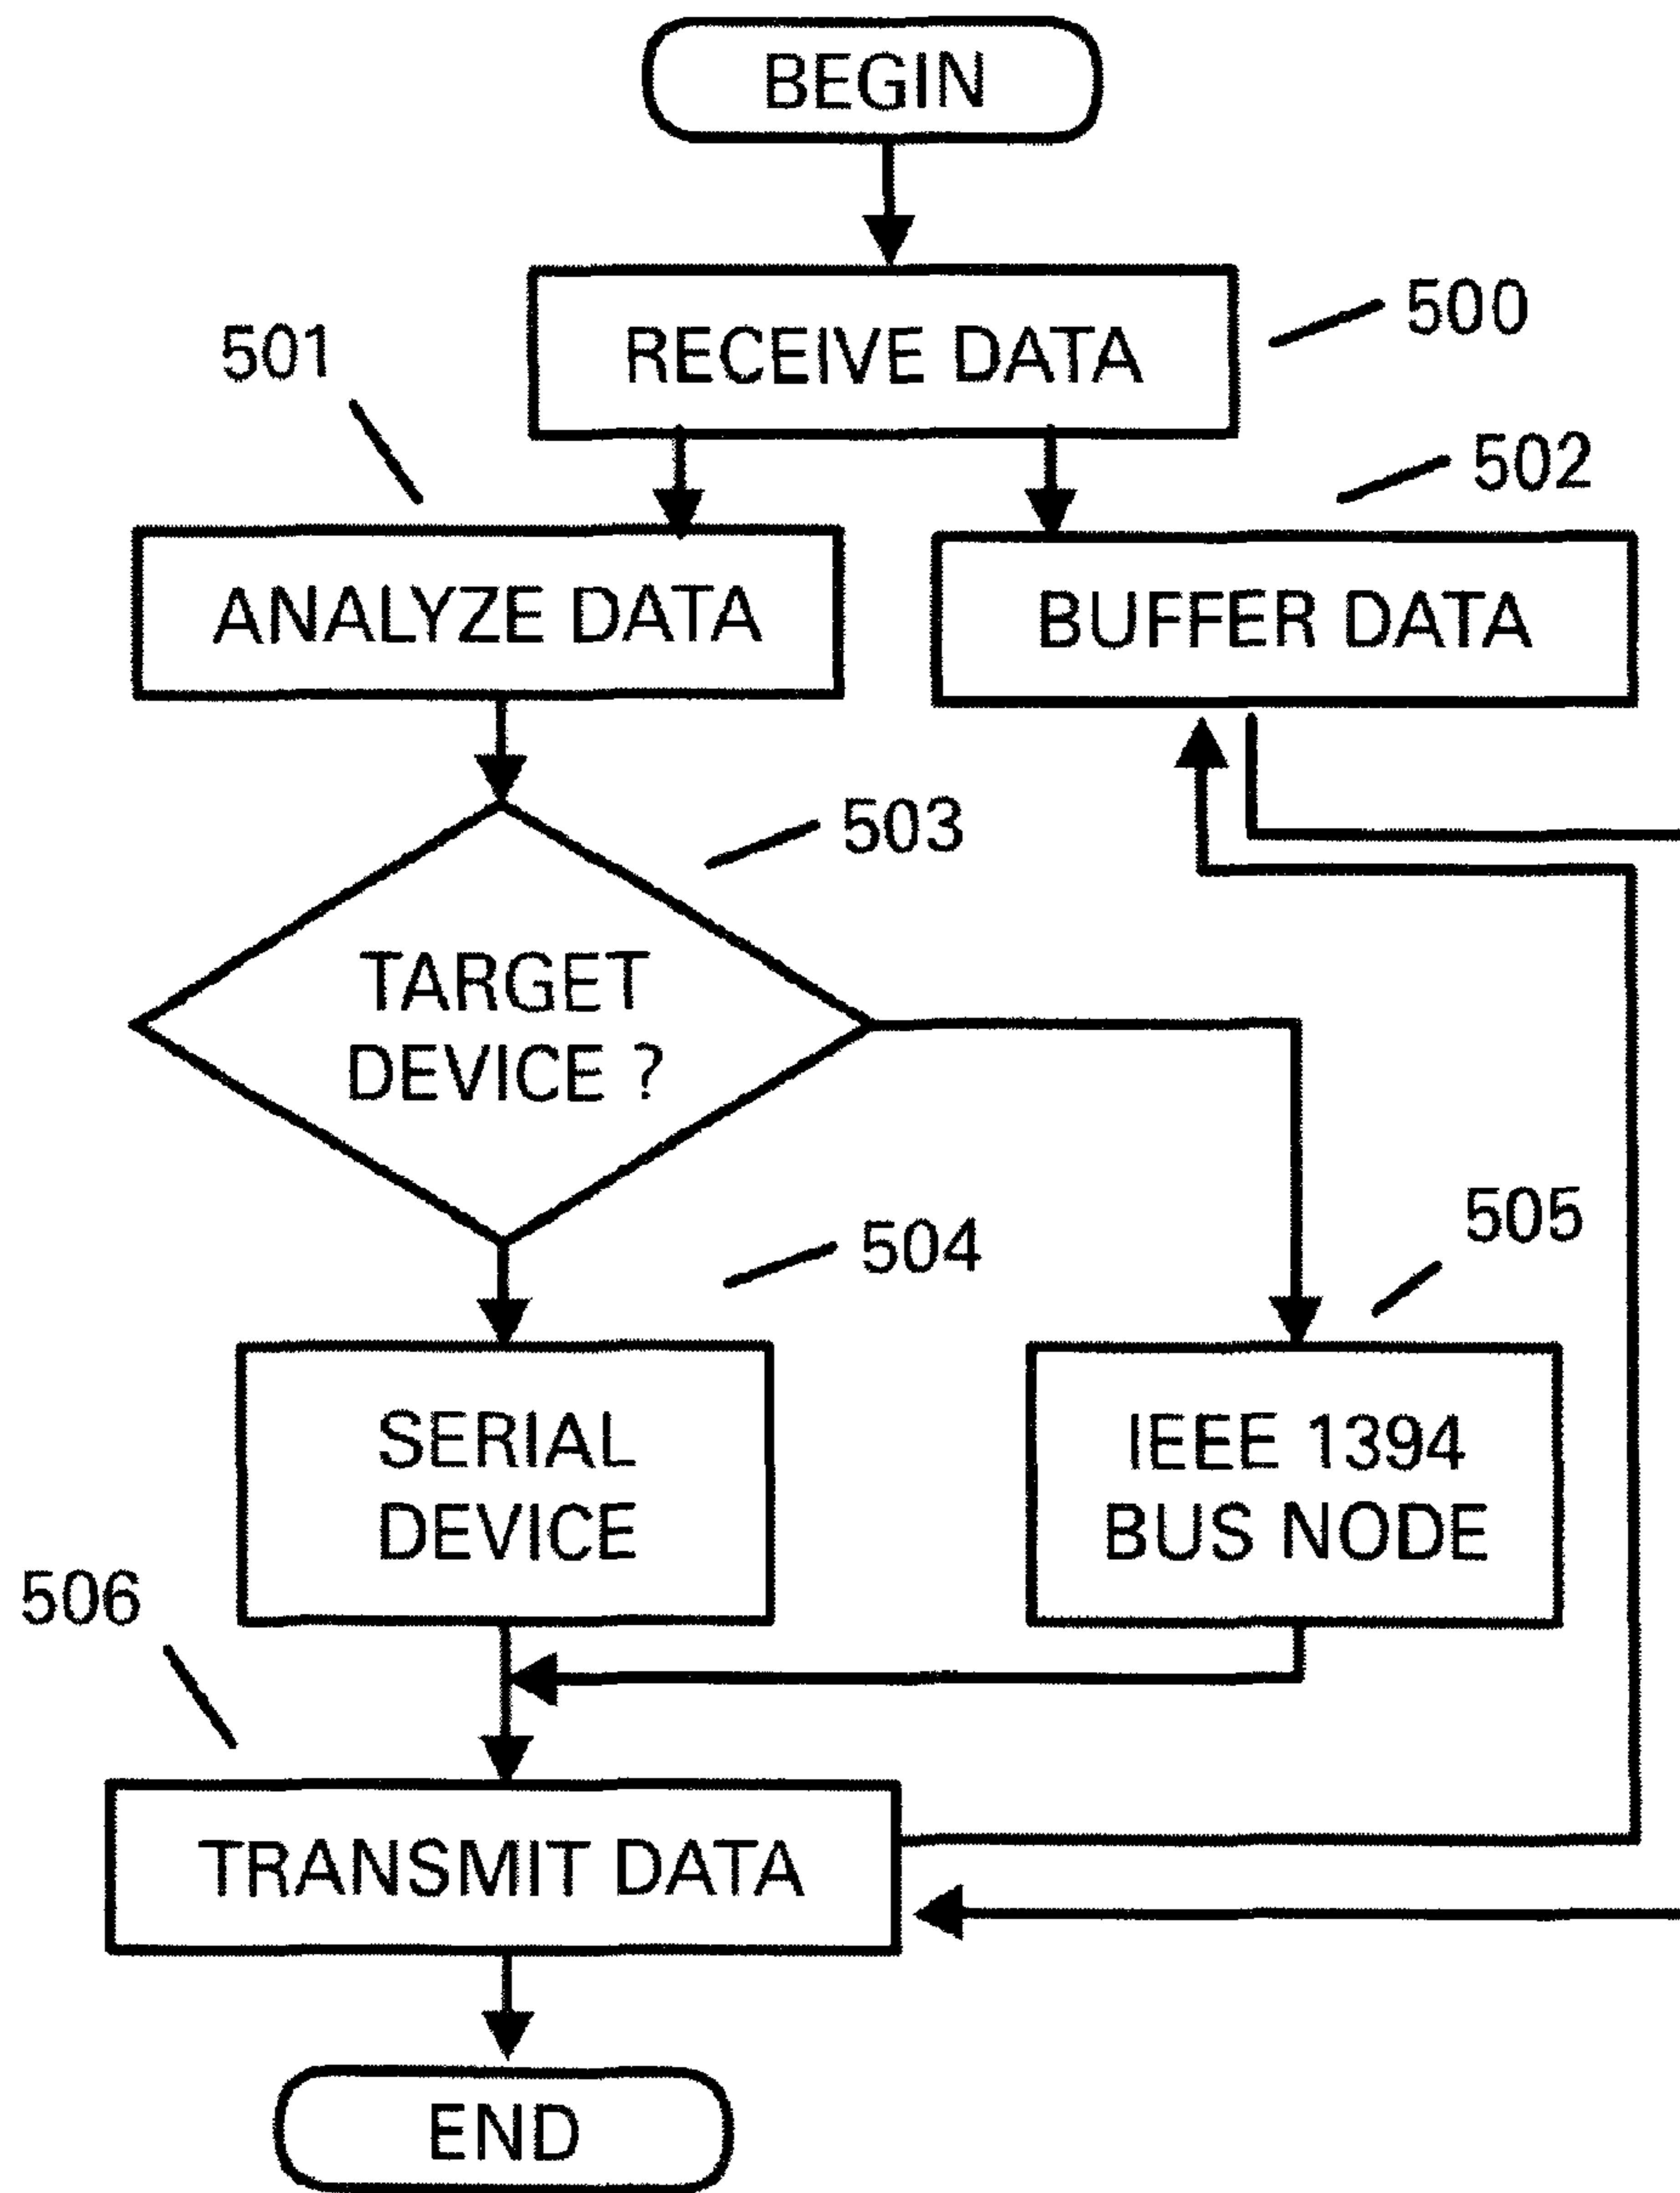 BEGIN
RECEIVE DATA
500
501
502
ANALYZE DATA
BUFFER DATA
503
TARGET
DEVICE ?
504
505
SERIAL
DEVICE
IEEE 1394
BUS NODE
506
TRANSMIT DATA
END